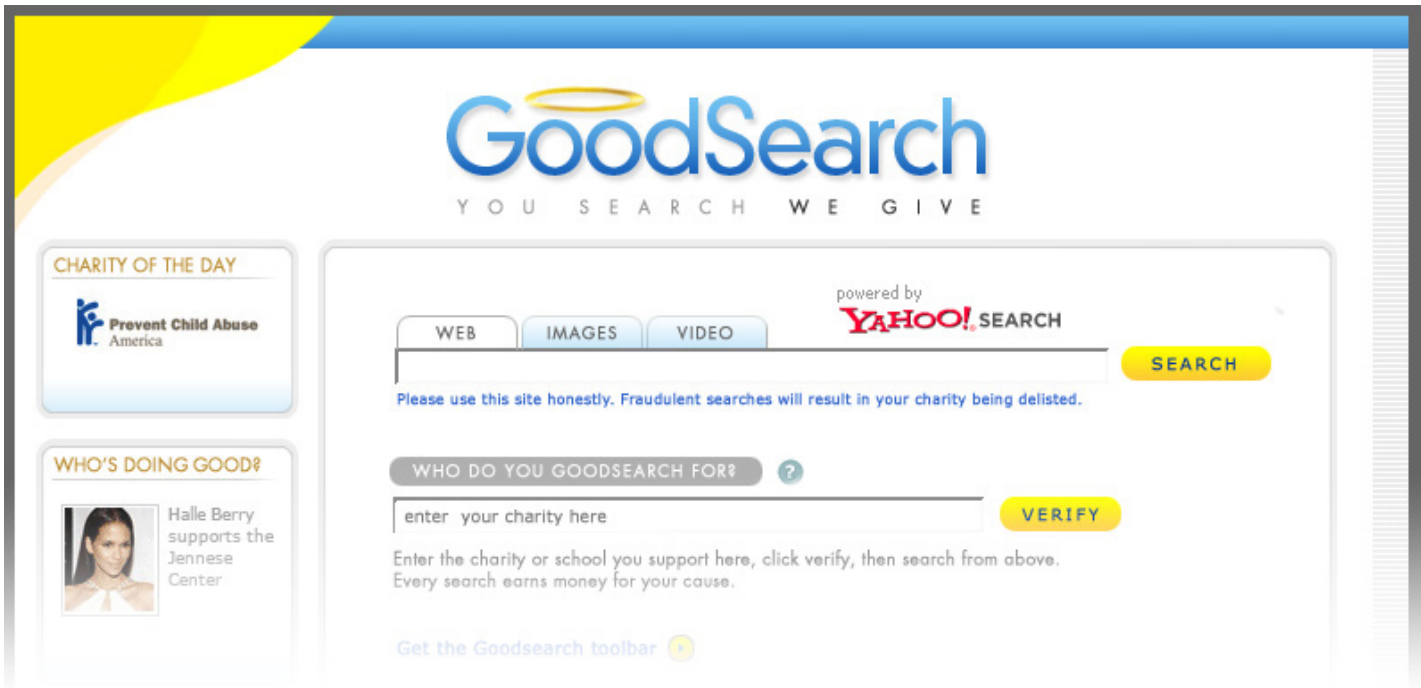 GoodSearch
YOU SEARCH WE GIVE
CHARITY OF THE DAY
Prevent Child Abuse
America
WHO'S DOING GOOD?
Halle Berry
supports the
Jennese
Center
powered by
YAHOO! SEARCH
WEB IMAGES VIDEO
SEARCH
Please use this site honestly. Fraudulent searches will result in your charity being delisted.
WHO DO YOU GOODSEARCH FOR? ?
enter your charity here VERIFY
Enter the charity or school you support here, click verify, then search from above.
Every search earns money for your cause.
Get the Goodsearch toolbar